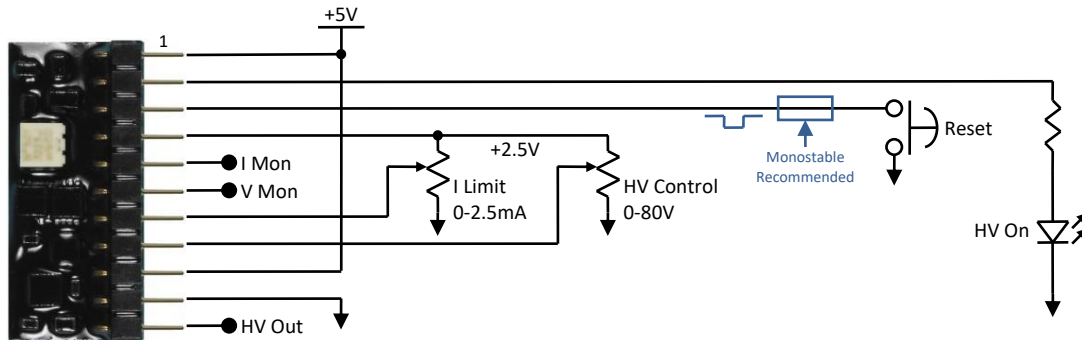 +5V
1
Reset
+2.5V
Monostable
Recommended
I Mon
V Mon
I Limit
0-2.5mA
HV Control
0-80V
HV On
HV Out